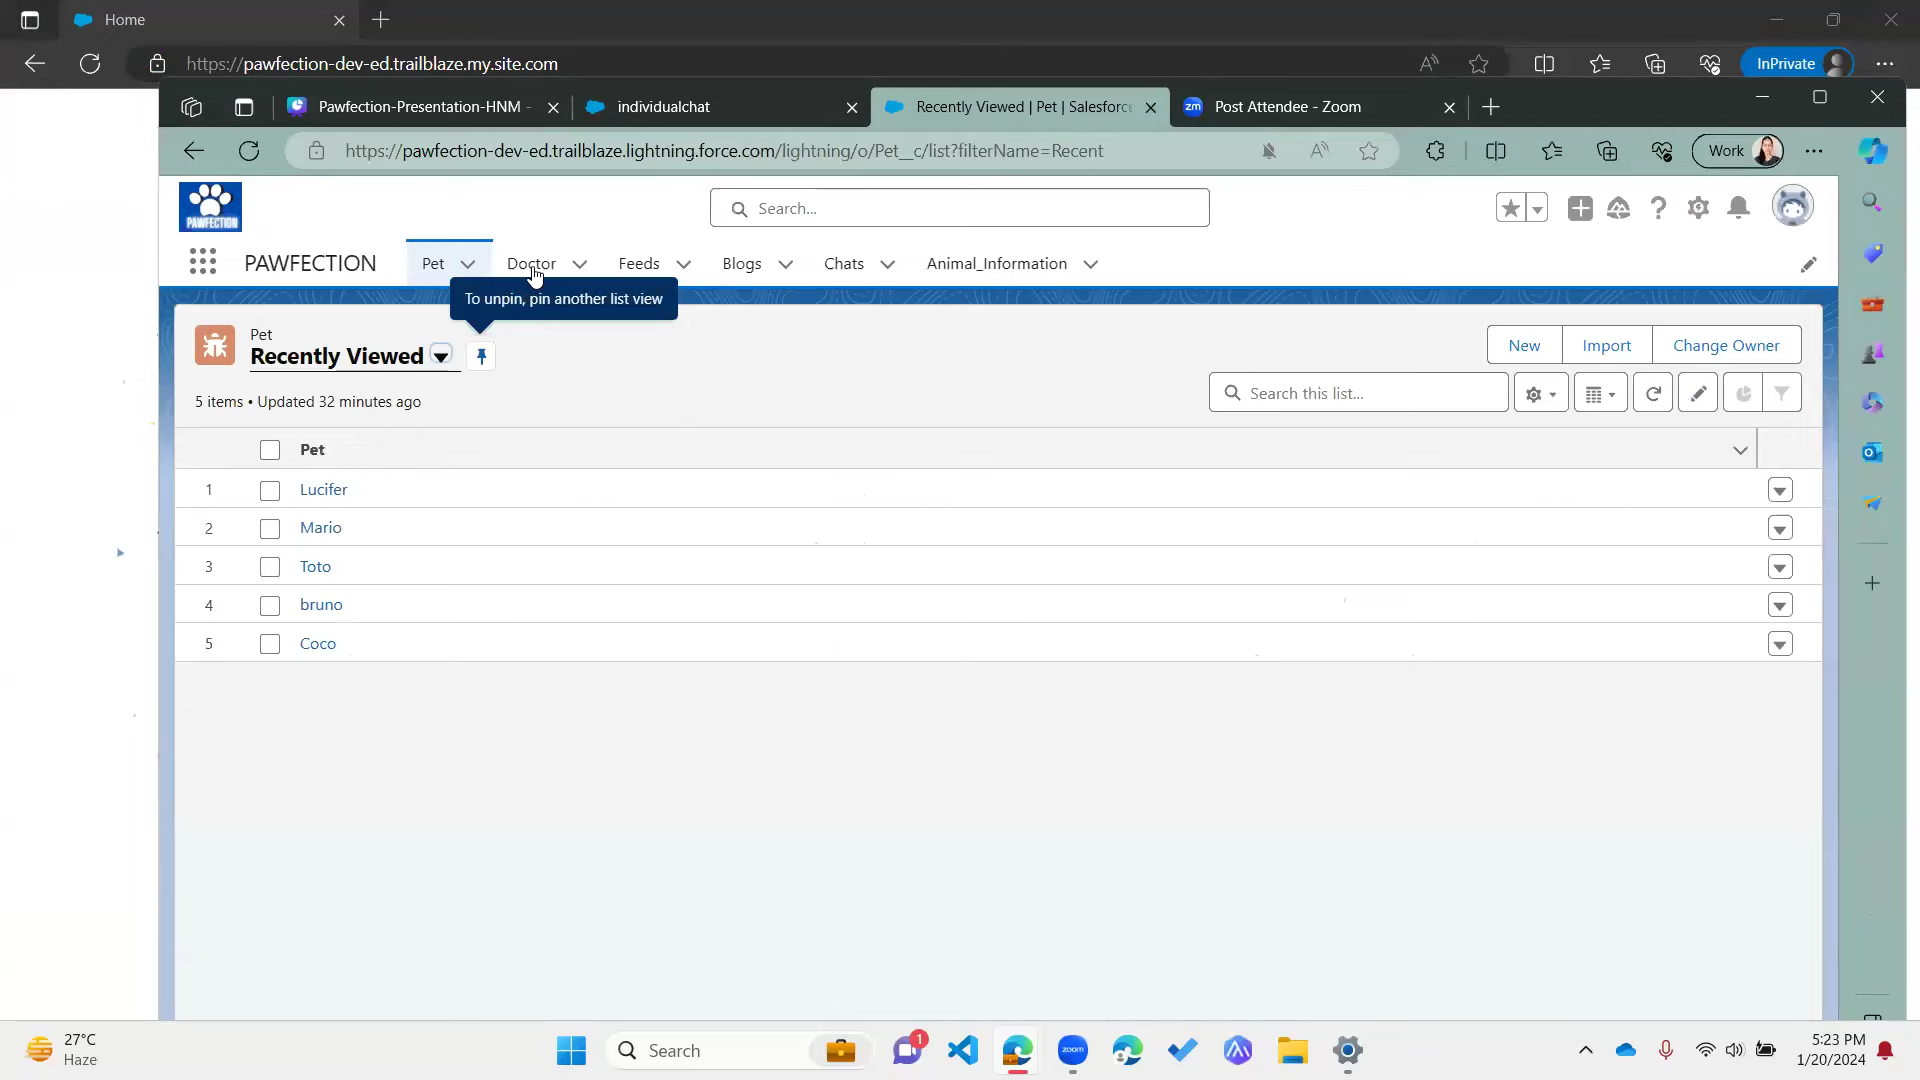 Home
https://pawfection-dev-ed.trailblaze.my.site.com
InPrivate
Pawfection-Presentation-HNM -
individualchat
Recently Viewed | Pet | Salesforce
zm
Post Attendee - Zoom
https://pawfection-dev-ed.trailblaze.lightning.force.com/lightning/o/Pet__c/list?filterName=Recent
Work
PAWFECTION
Search...
PAWFECTION
Pet
Doctor
Feeds
Blogs
Chats
Animal_Information
To unpin, pin another list view
Pet
Recently Viewed
New
Import
Change Owner
5 items • Updated 32 minutes ago
Search this list...
Pet
1 Lucifer
2 Mario
3 Toto
4 bruno
5 Coco
27°C
Haze
Search
1
zoom
5:23 PM
1/20/2024